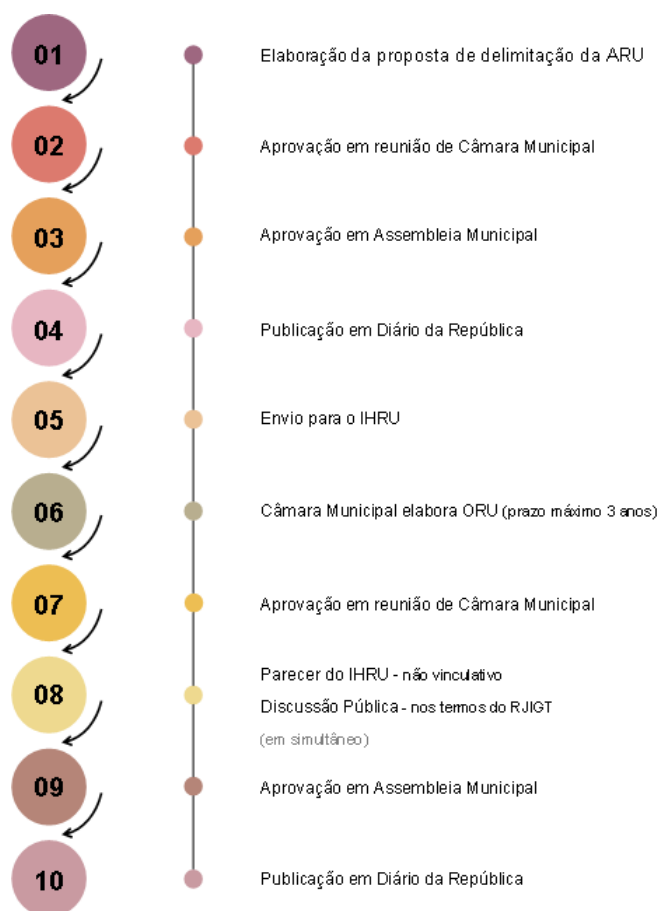 01
Elaboração da proposta de delimitação da ARU
02
Aprovação em reunião de Câmara Municipal
03
Aprovação em Assembleia Municipal
04
Publicação em Diário da República
05
Envio para o IHRU
06
Câmara Municipal elabora ORU (prazo máximo 3 anos)
07
Aprovação em reunião de Câmara Municipal
08
Parecer do IHRU - não vinculativo
Discussão Pública - nos termos do RJIGT
(em simultâneo)
09
Aprovação em Assembleia Municipal
10
Publicação em Diário da República